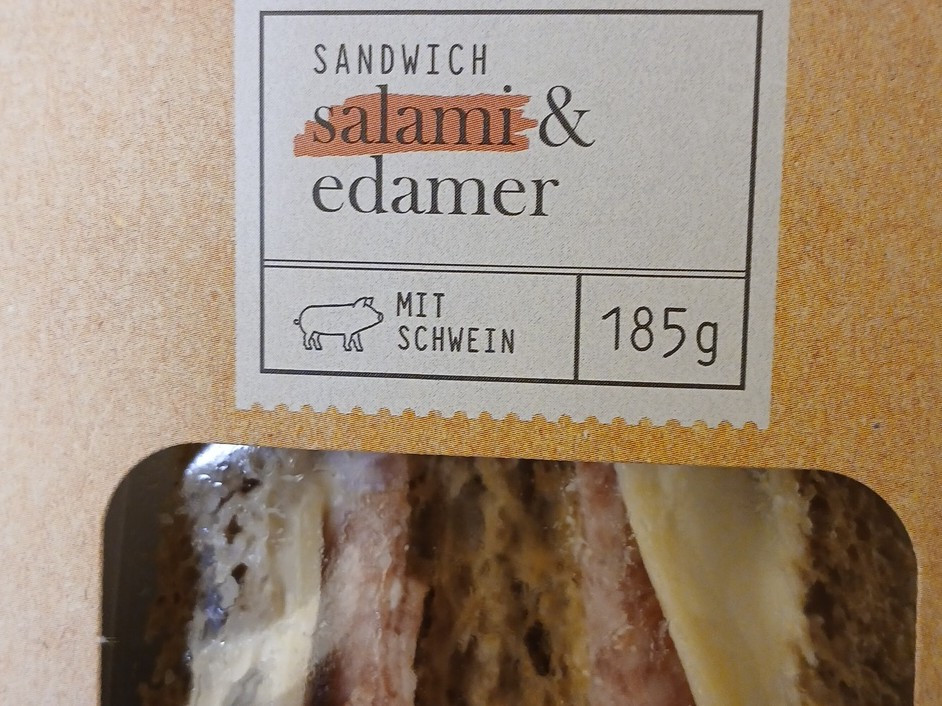 SANDWICH
salami &
edamer
MIT
SCHWEIN
185g